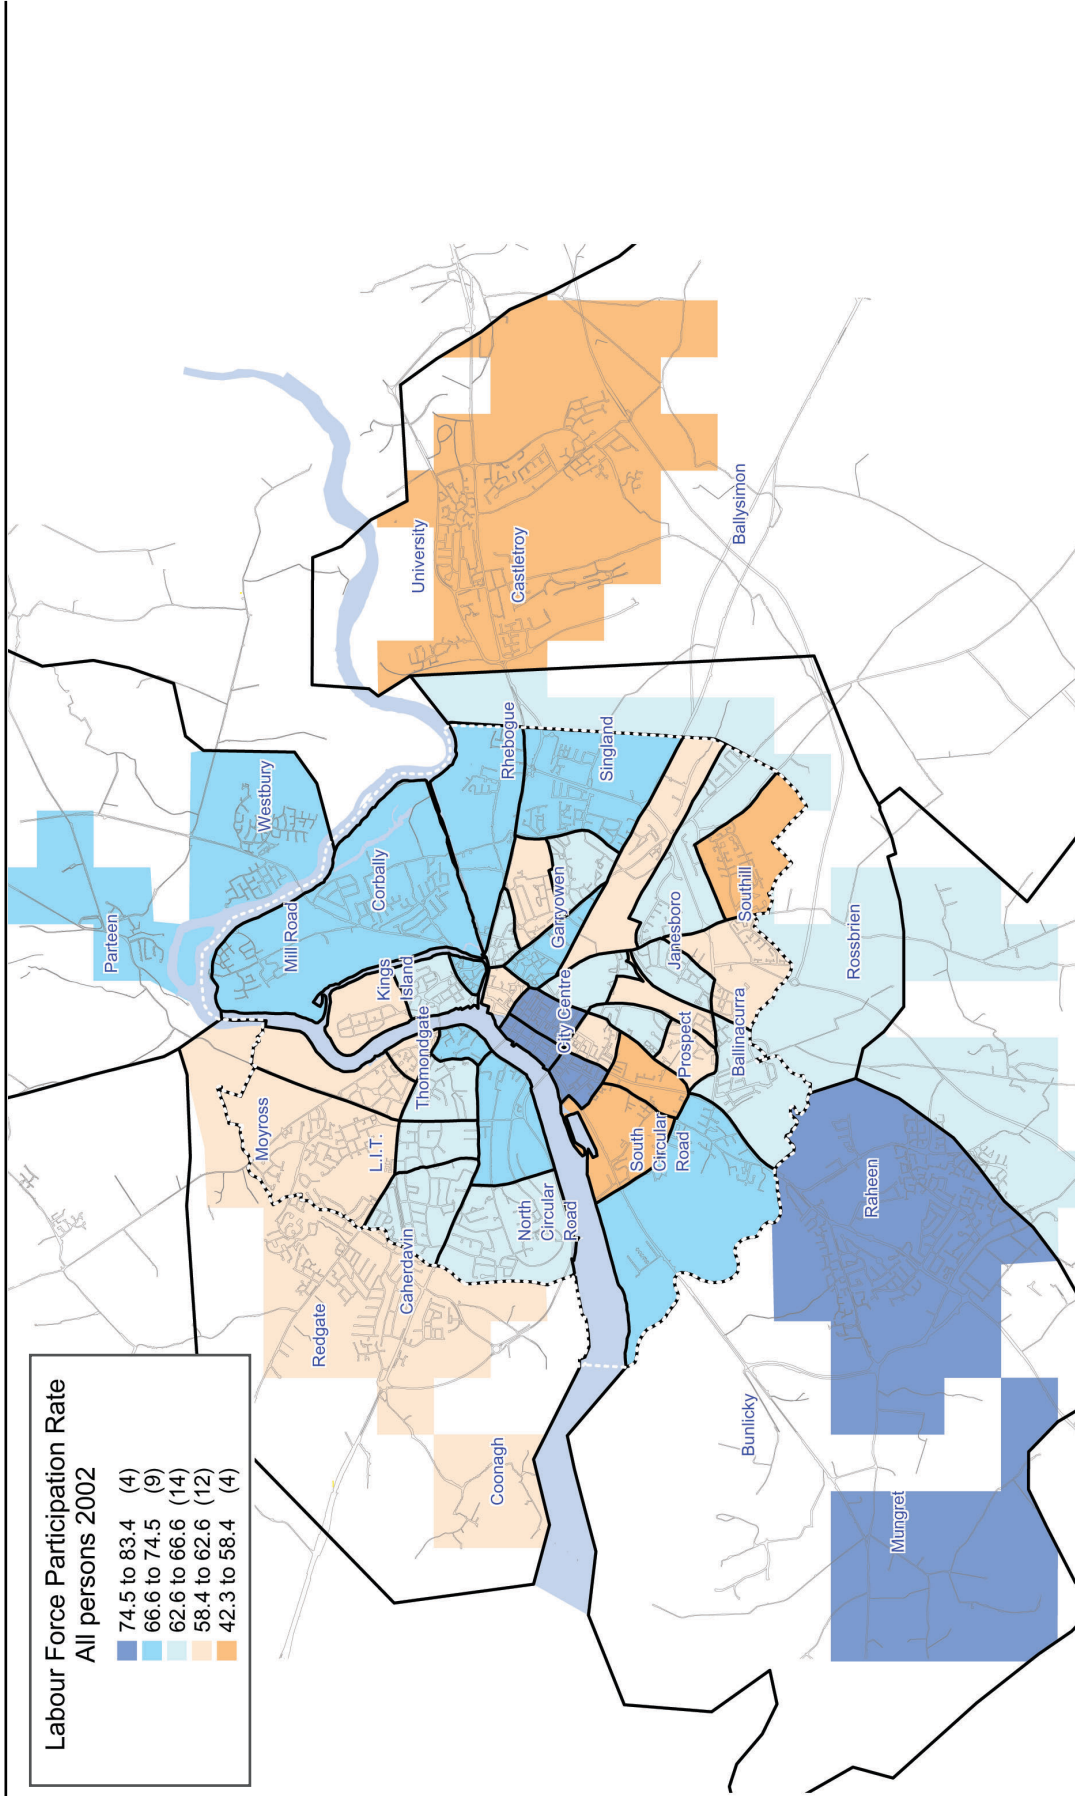 Labour Force Participation Rate
All persons 2002
74.5 to 83.4 (4)
66.6 to 74.5 (9)
62.6 to 66.6 (14)
58.4 to 62.6 (12)
42.3 to 58.4 (4)
Parteen
Westbury
Mill Road
Corbally
Moyross
Kings
Island
Thomondgate
L.I.T.
Redgate
Caherdavin
Coonagh
North
Circular
Road
University
Castletroy
Rhebogue
Singland
Garryowen
City Centre
Ballysimon
Janesboro
Southill
Prospect
South
Circular
Road
Ballinacurra
Rossbrien
Bunlicky
Raheen
Mungret